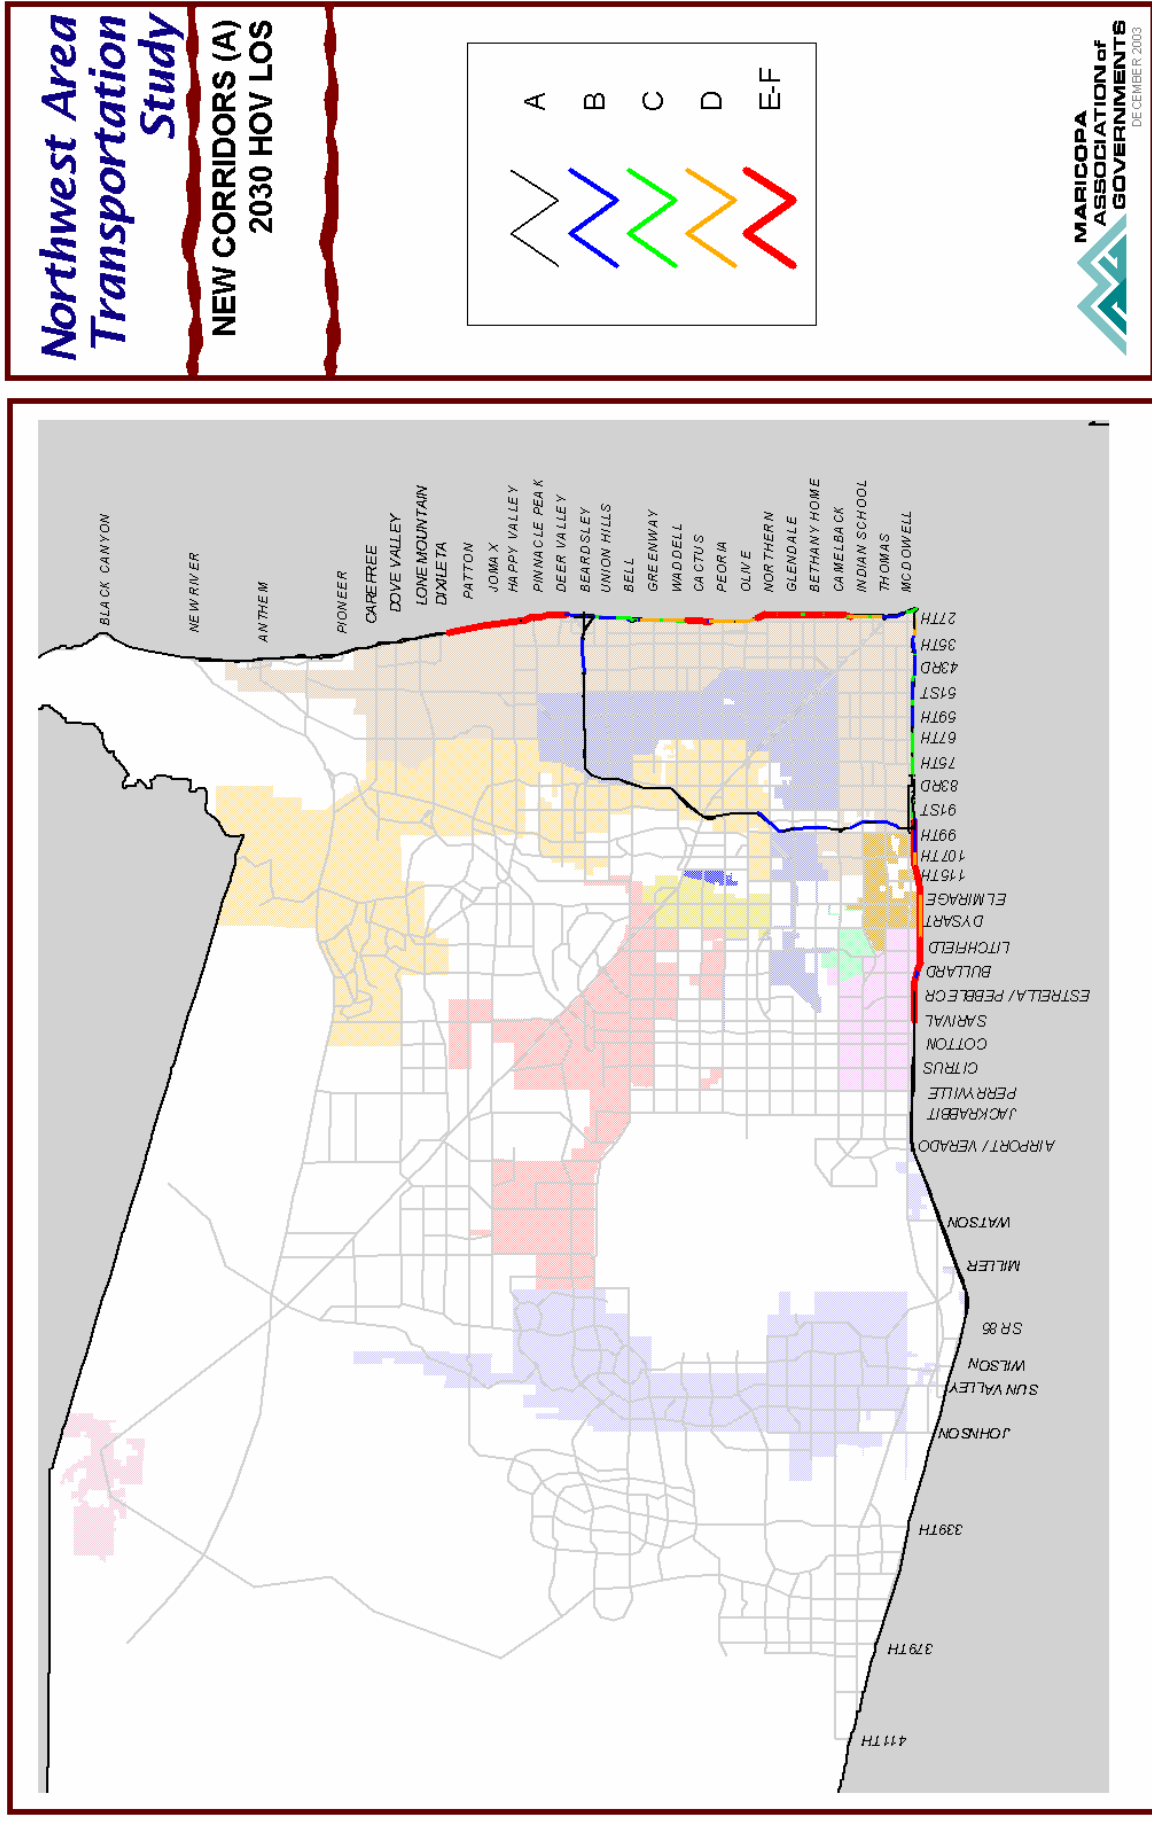 Northwest Area
Transportation
Study
NEW CORRIDORS (A)
2030 HOV LOS
A
B
C
D
E-F
MARICOPA
ASSOCIATION of
GOVERNMENTS
DECEMBER 2003
BLACK CANYON
NEW RIVER
ANTHEM
PIONEER
CAREFREE
DOVE VALLEY
LONE MOUNTAIN
DIXILETA
PATTON
JOMAX
HAPPY VALLEY
PINNACLE PEAK
DEER VALLEY
BEARDSLEY
UNION HILLS
BELL
GREENWAY
WADDELL
CACTUS
PEORIA
OLIVE
NORTHERN
GLENDALE
BETHANY HOME
CAMELBACK
INDIAN SCHOOL
THOMAS
MCDOWELL
27TH
35TH
43RD
51ST
59TH
67TH
75TH
83RD
91ST
99TH
107TH
115TH
EL MIRAGE
DYSART
LITCHFIELD
BULLARD
ESTRELLA / PEBBLE CR
SARIVAL
COTTON
CITRUS
PERRYVILLE
JACKRABBIT
AIRPORT / VERADO
WATSON
MILLER
SR 85
WILSON
SUN VALLEY
JOHNSON
339TH
379TH
411TH